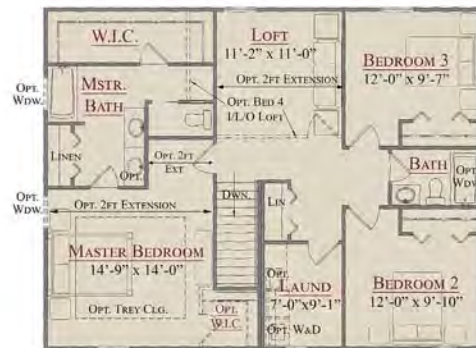 W.I.C.
LOFT
11'-2" X 11'-0"
OPT. 2FT EXTENSION
BEDROOM 3
12'-0" X 9'-7"
OPT.
WDW.
MSTR.
BATH
OPT. BED 4
I/L/O LOFT
LINEN
OPT.
OPT. 2FT
EXT
OPT.
WDW.
BATH
OPT.
WDW.
OPT. 2FT EXTENSION
DWN.
LIN
MASTER BEDROOM
14'-9" X 14'-0"
OPT. TREY CLG.
OPT.
W.I.C
OPT.
LAUND
7'-0"X9'-1"
OPT. W&D
BEDROOM 2
12'-0" X 9'-10"